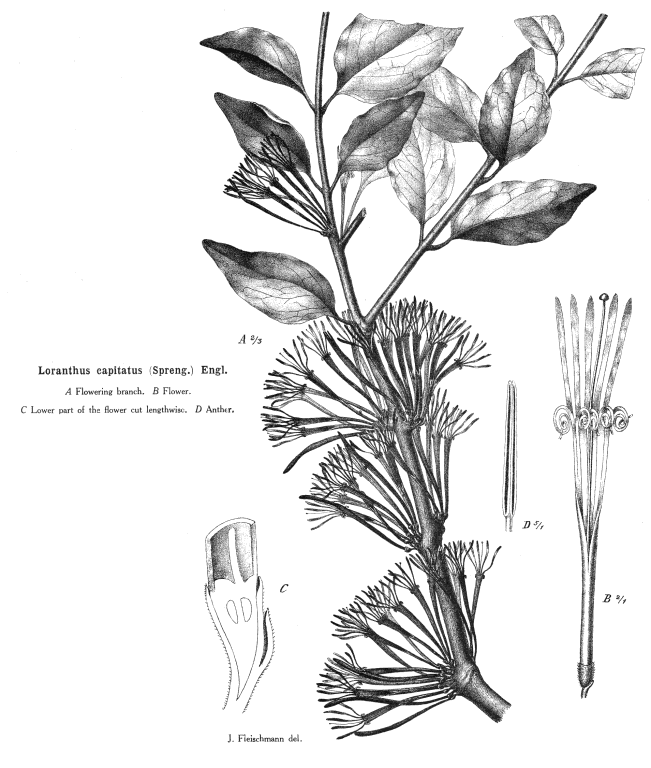 A 2/3
Loranthus capitatus (Spreng.) Engl.
A Flowering branch. B Flower.
C Lower part of the flower cut lengthwise. D Anther.
D 5/1
C
B 2/1
J. Fleischmann del.